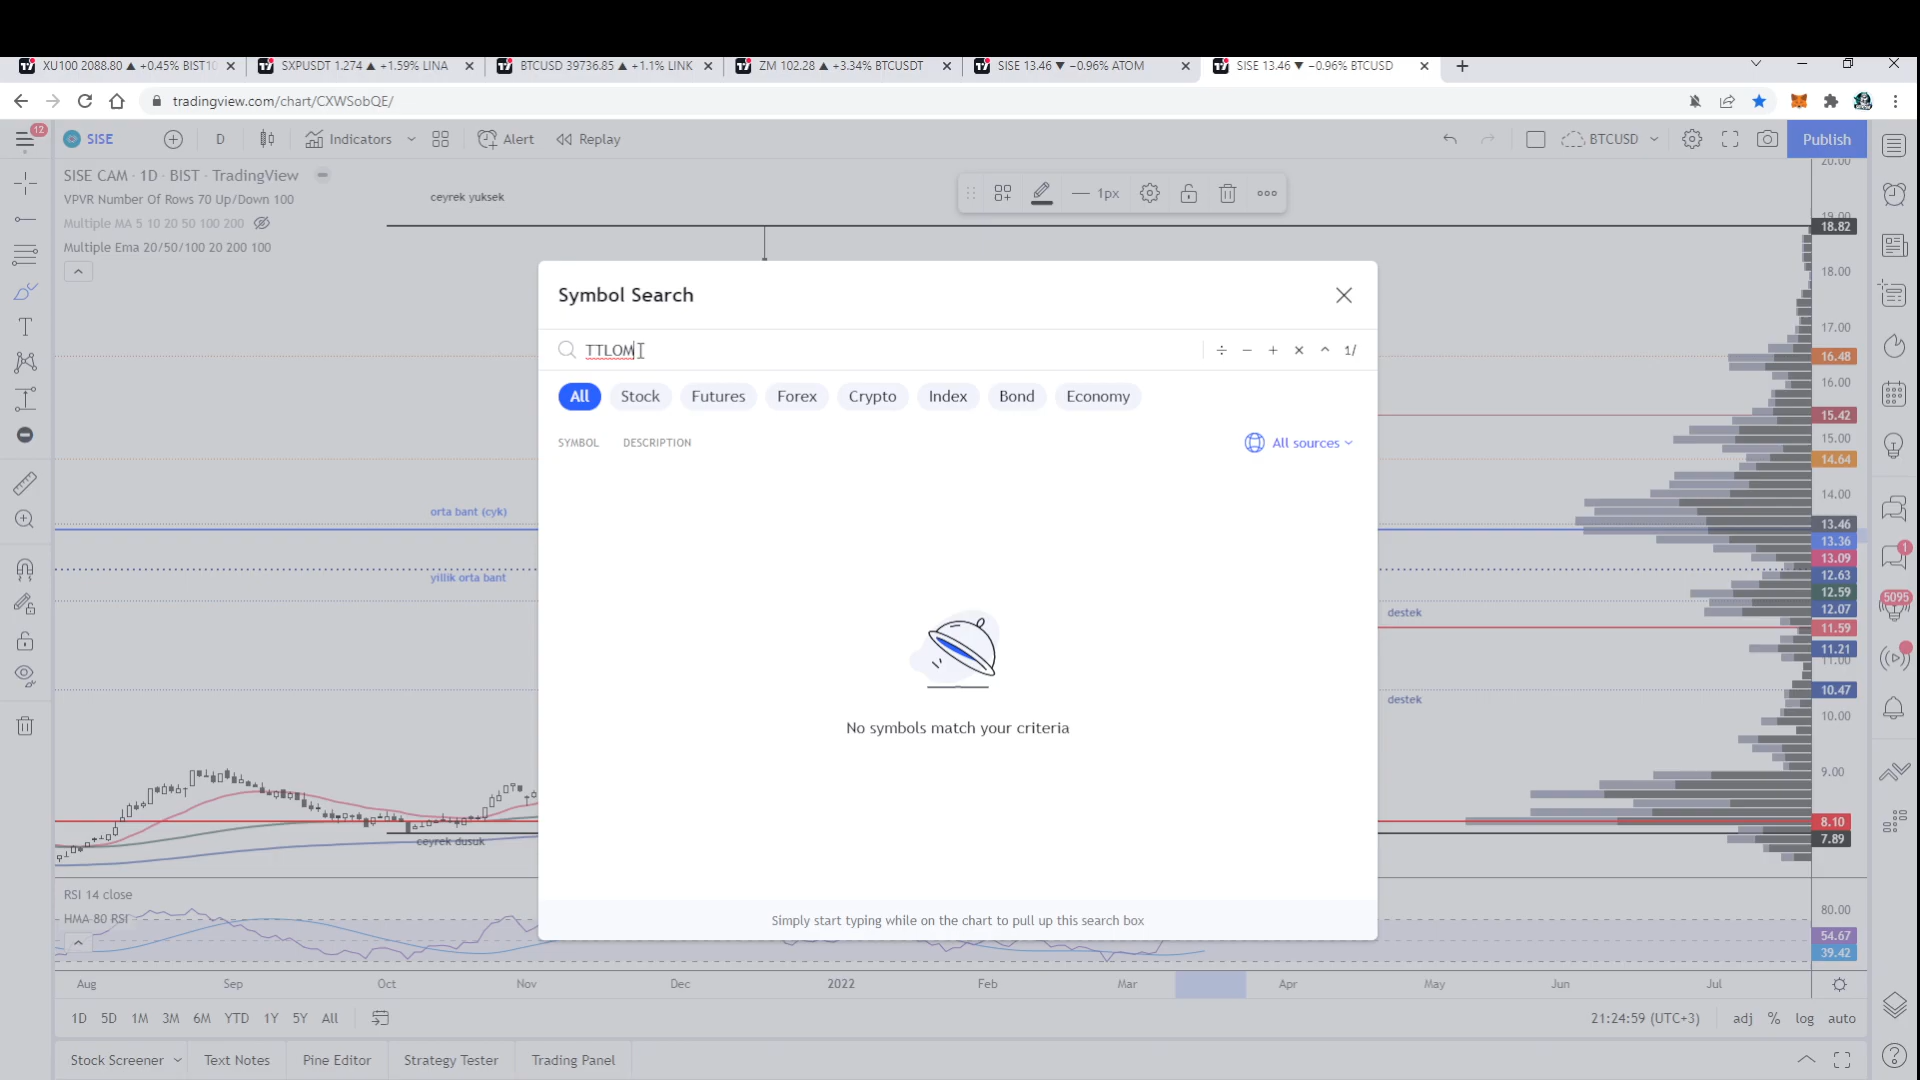 XU100 2088.80 ▲ +0.45% BIST10
SXPUSDT 1.274 ▲ +1.59% LINA
BTCUSD 39736.85 ▲ +1.1% LINK
ZM 102.28 ▲ +3.34% BTCUSDT
SISE 13.46 ▼ −0.96% ATOM
SISE 13.46 ▼ −0.96% BTCUSD
tradingview.com/chart/CXWSobQE/
12
SISE
D
Indicators
Alert
Replay
BTCUSD
Publish
SISE CAM · 1D · BIST · TradingView
VPVR Number Of Rows 70 Up/Down 100
Multiple MA 5 10 20 50 100 200
Multiple Ema 20/50/100 20 200 100
ceyrek yuksek
1px
Symbol Search
TTLOM
÷ − + × ^ 1/
All
Stock
Futures
Forex
Crypto
Index
Bond
Economy
SYMBOL
DESCRIPTION
All sources
No symbols match your criteria
Simply start typing while on the chart to pull up this search box
orta bant (cyk)
yillik orta bant
ceyrek dusuk
destek
destek
20.00
19.00
18.82
18.00
17.00
16.48
16.00
15.42
15.00
14.64
14.00
13.46
13.36
13.09
12.63
12.59
12.07
11.59
11.21
11.00
10.47
10.00
9.00
8.10
7.89
80.00
54.67
39.42
1
5095
RSI 14 close
HMA 80 RSI
Aug
Sep
Oct
Nov
Dec
2022
Feb
Mar
Apr
May
Jun
Jul
1D 5D 1M 3M 6M YTD 1Y 5Y All
21:24:59 (UTC+3)
adj % log auto
Stock Screener
Text Notes
Pine Editor
Strategy Tester
Trading Panel